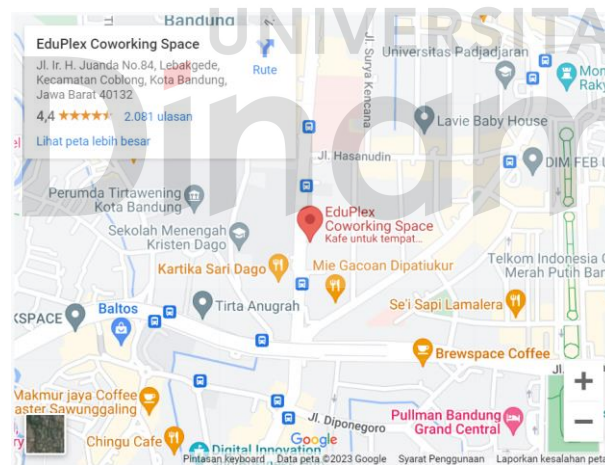 UNIVERSITA
Dinam
Bandung
EduPlex Coworking Space
Jl. Ir. H. Juanda No.84, Lebakgede,
Kecamatan Coblong, Kota Bandung,
Jawa Barat 40132
4,4
2.081 ulasan
Lihat peta lebih besar
Rute
Jl. Surya Kencana
Universitas Padjadjaran
Mon
Raky
Lavie Baby House
Jl. Hasanudin
DIM FEB U
Perumda Tirtawening
Kota Bandung
EduPlex
Coworking Space
Kafe untuk tempat...
Sekolah Menengah
Kristen Dago
Kartika Sari Dago
Mie Gacoan Dipatiukur
Telkom Indonesia
Merah Putih Ban
Tirta Anugrah
Se'i Sapi Lamalera
KSPACE
Baltos
Brewspace Coffee
Makmur jaya Coffee
aster Sawunggaling
Jl. Diponegoro
Pullman Bandung
Grand Central
Chingu Cafe
Digital Innovation
Google
Pintasan keyboard
Data peta ©2023 Google
Syarat Penggunaan
Laporkan kesalahan peta